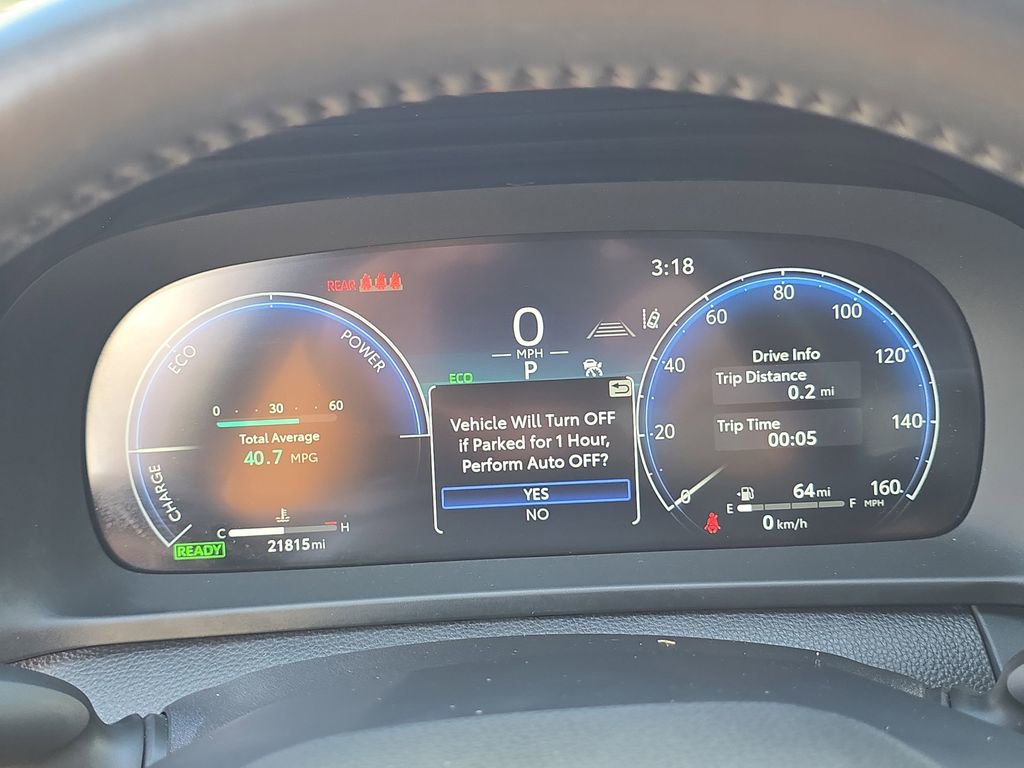 REAR
3:18
0
MPH
P
ECO
POWER
ECO
CHARGE
0 30 60
Total Average
40.7 MPG
C H
READY
21815mi
Vehicle Will Turn OFF
if Parked for 1 Hour,
Perform Auto OFF?
YES
NO
0
20
40
60
80
100
120
140
160
MPH
Drive Info
Trip Distance
0.2 mi
Trip Time
00:05
64mi
E F
0 km/h